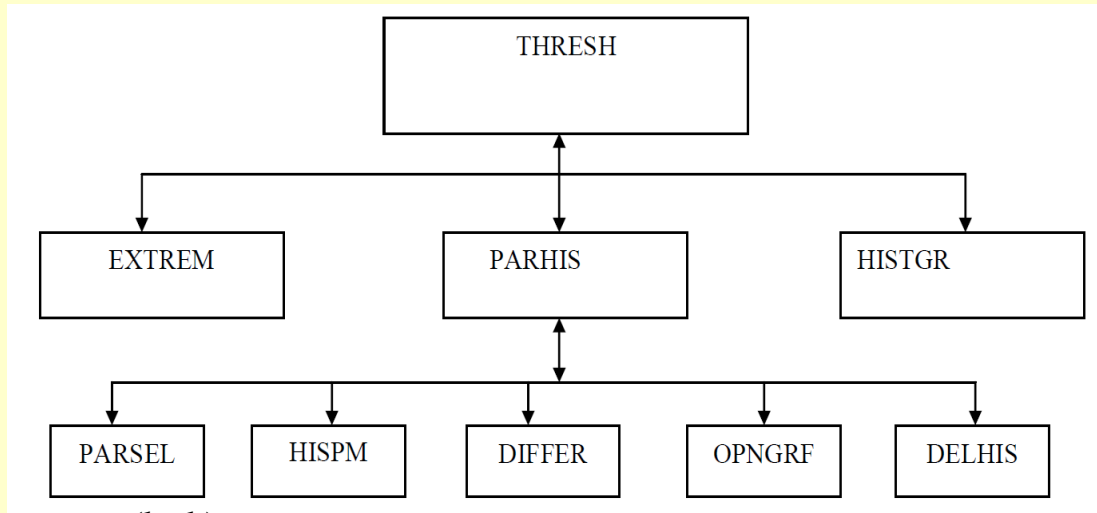 THRESH
EXTREM
PARHIS
HISTGR
PARSEL
HISPM
DIFFER
OPNGRF
DELHIS